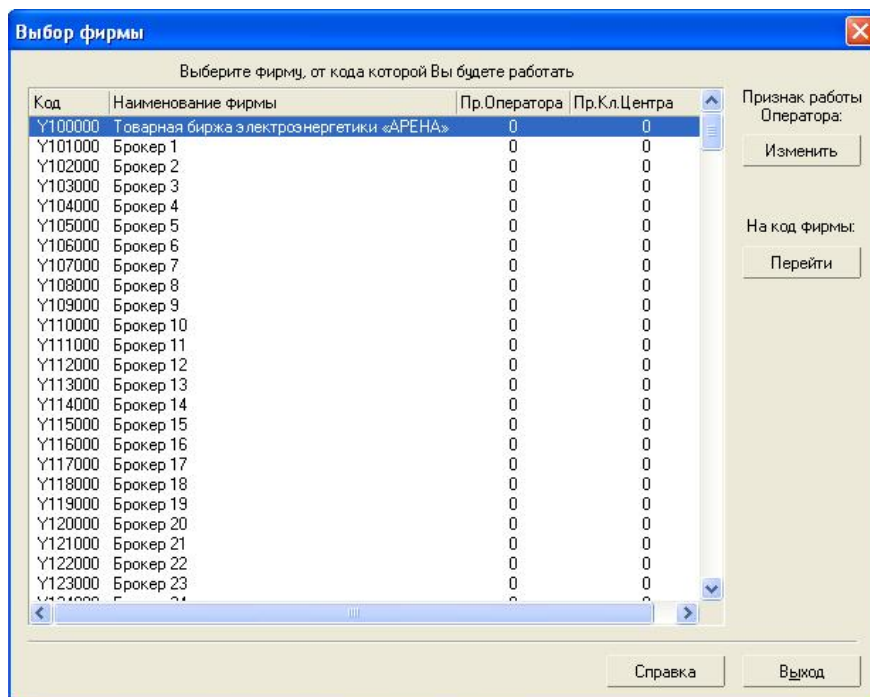 Выбор фирмы
Выберите фирму, от кода которой Вы будете работать
Код Наименование фирмы Пр.Оператора Пр.Кл.Центра
Y100000 Товарная биржа электроэнергетики «АРЕНА» 0 0
Y101000 Брокер 1 0 0
Y102000 Брокер 2 0 0
Y103000 Брокер 3 0 0
Y104000 Брокер 4 0 0
Y105000 Брокер 5 0 0
Y106000 Брокер 6 0 0
Y107000 Брокер 7 0 0
Y108000 Брокер 8 0 0
Y109000 Брокер 9 0 0
Y110000 Брокер 10 0 0
Y111000 Брокер 11 0 0
Y112000 Брокер 12 0 0
Y113000 Брокер 13 0 0
Y114000 Брокер 14 0 0
Y115000 Брокер 15 0 0
Y116000 Брокер 16 0 0
Y117000 Брокер 17 0 0
Y118000 Брокер 18 0 0
Y119000 Брокер 19 0 0
Y120000 Брокер 20 0 0
Y121000 Брокер 21 0 0
Y122000 Брокер 22 0 0
Y123000 Брокер 23 0 0
Признак работы
Оператора:
Изменить
На код фирмы:
Перейти
Справка
Выход